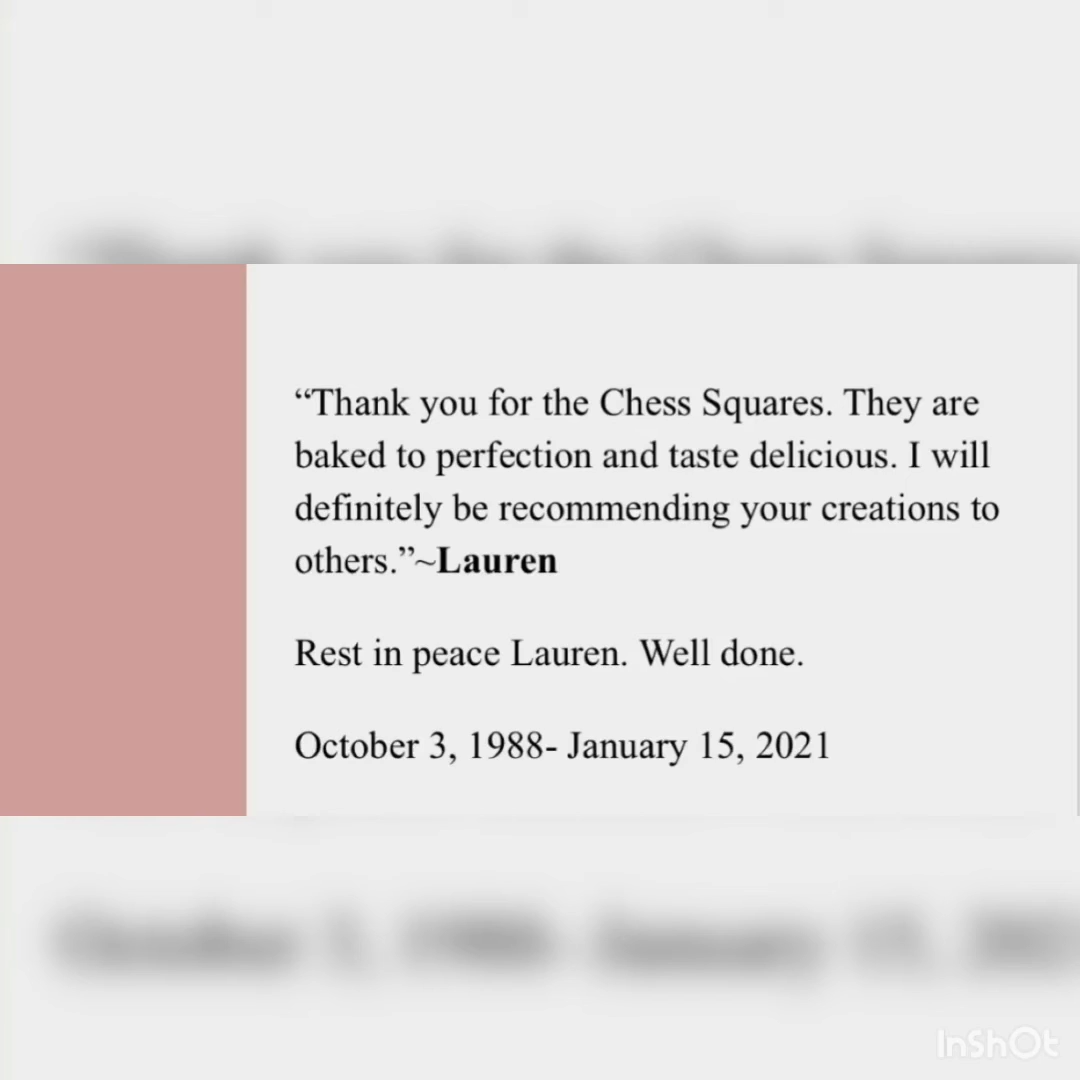 “Thank you for the Chess Squares. They are
baked to perfection and taste delicious. I will
definitely be recommending your creations to
others.”~Lauren
Rest in peace Lauren. Well done.
October 3, 1988- January 15, 2021
InShOt